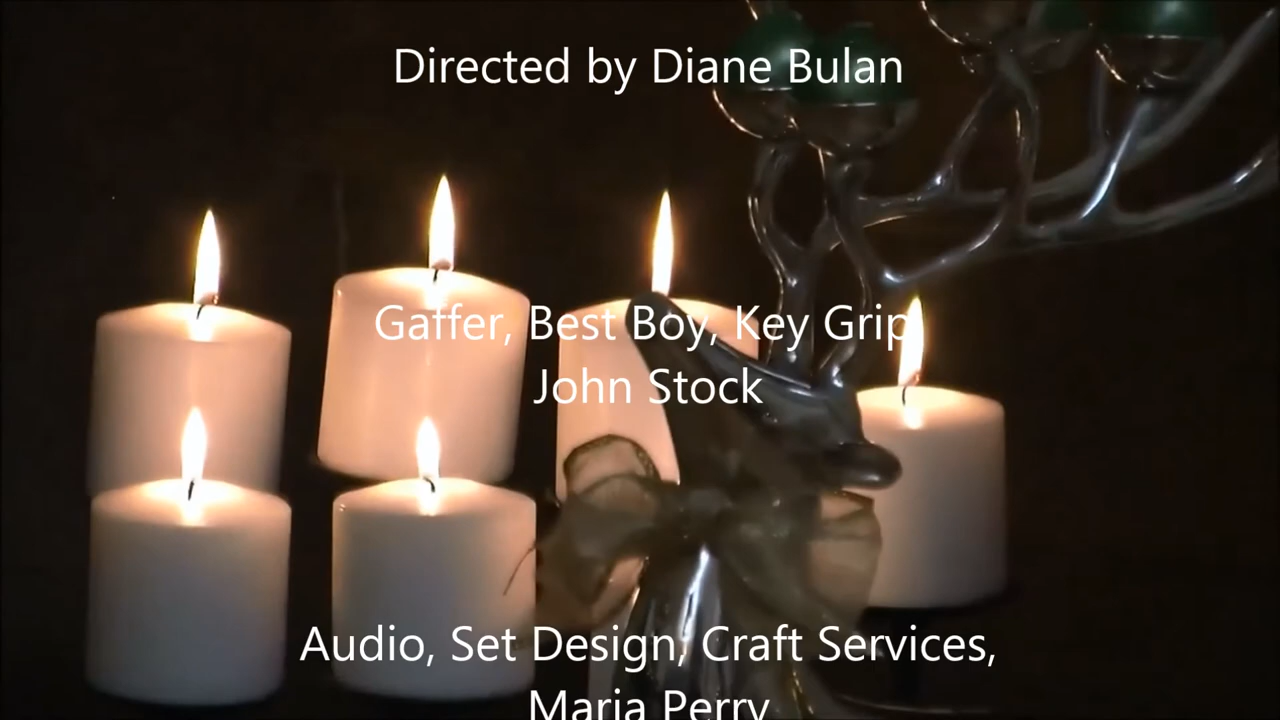 Directed by Diane Bulan
Gaffer, Best Boy, Key Grip
John Stock
Audio, Set Design, Craft Services,
Maria Perry